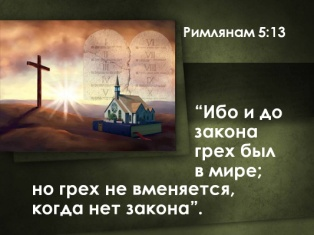 Римлянам 5:13
“Ибо и до
закона
грех был
в мире;
но грех не вменяется,
когда нет закона”.